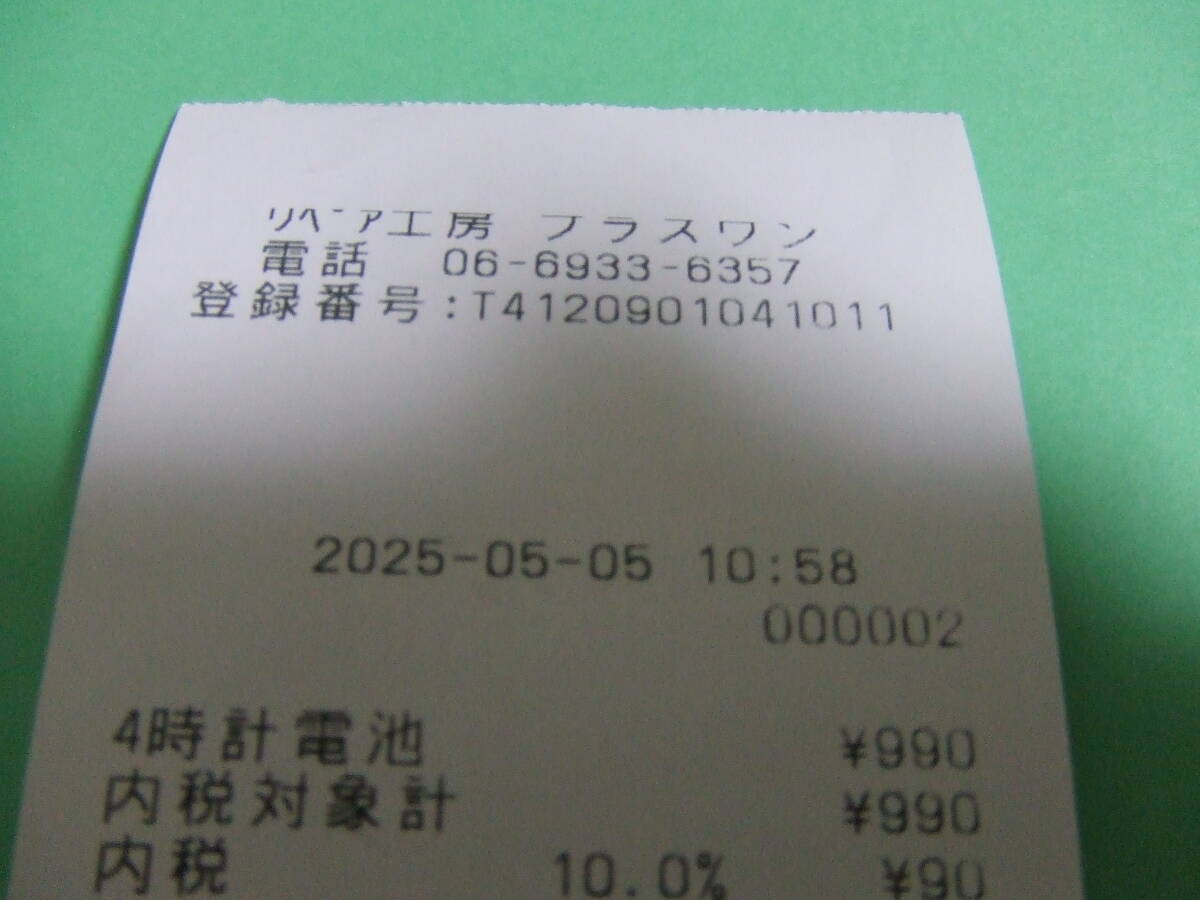 リペア工房 プラスワン
電話 06-6933-6357
登録番号:T4120901041011
2025-05-05 10:58
000002
4時計電池 ¥990
内税対象計 ¥990
内税 10.0% ¥90